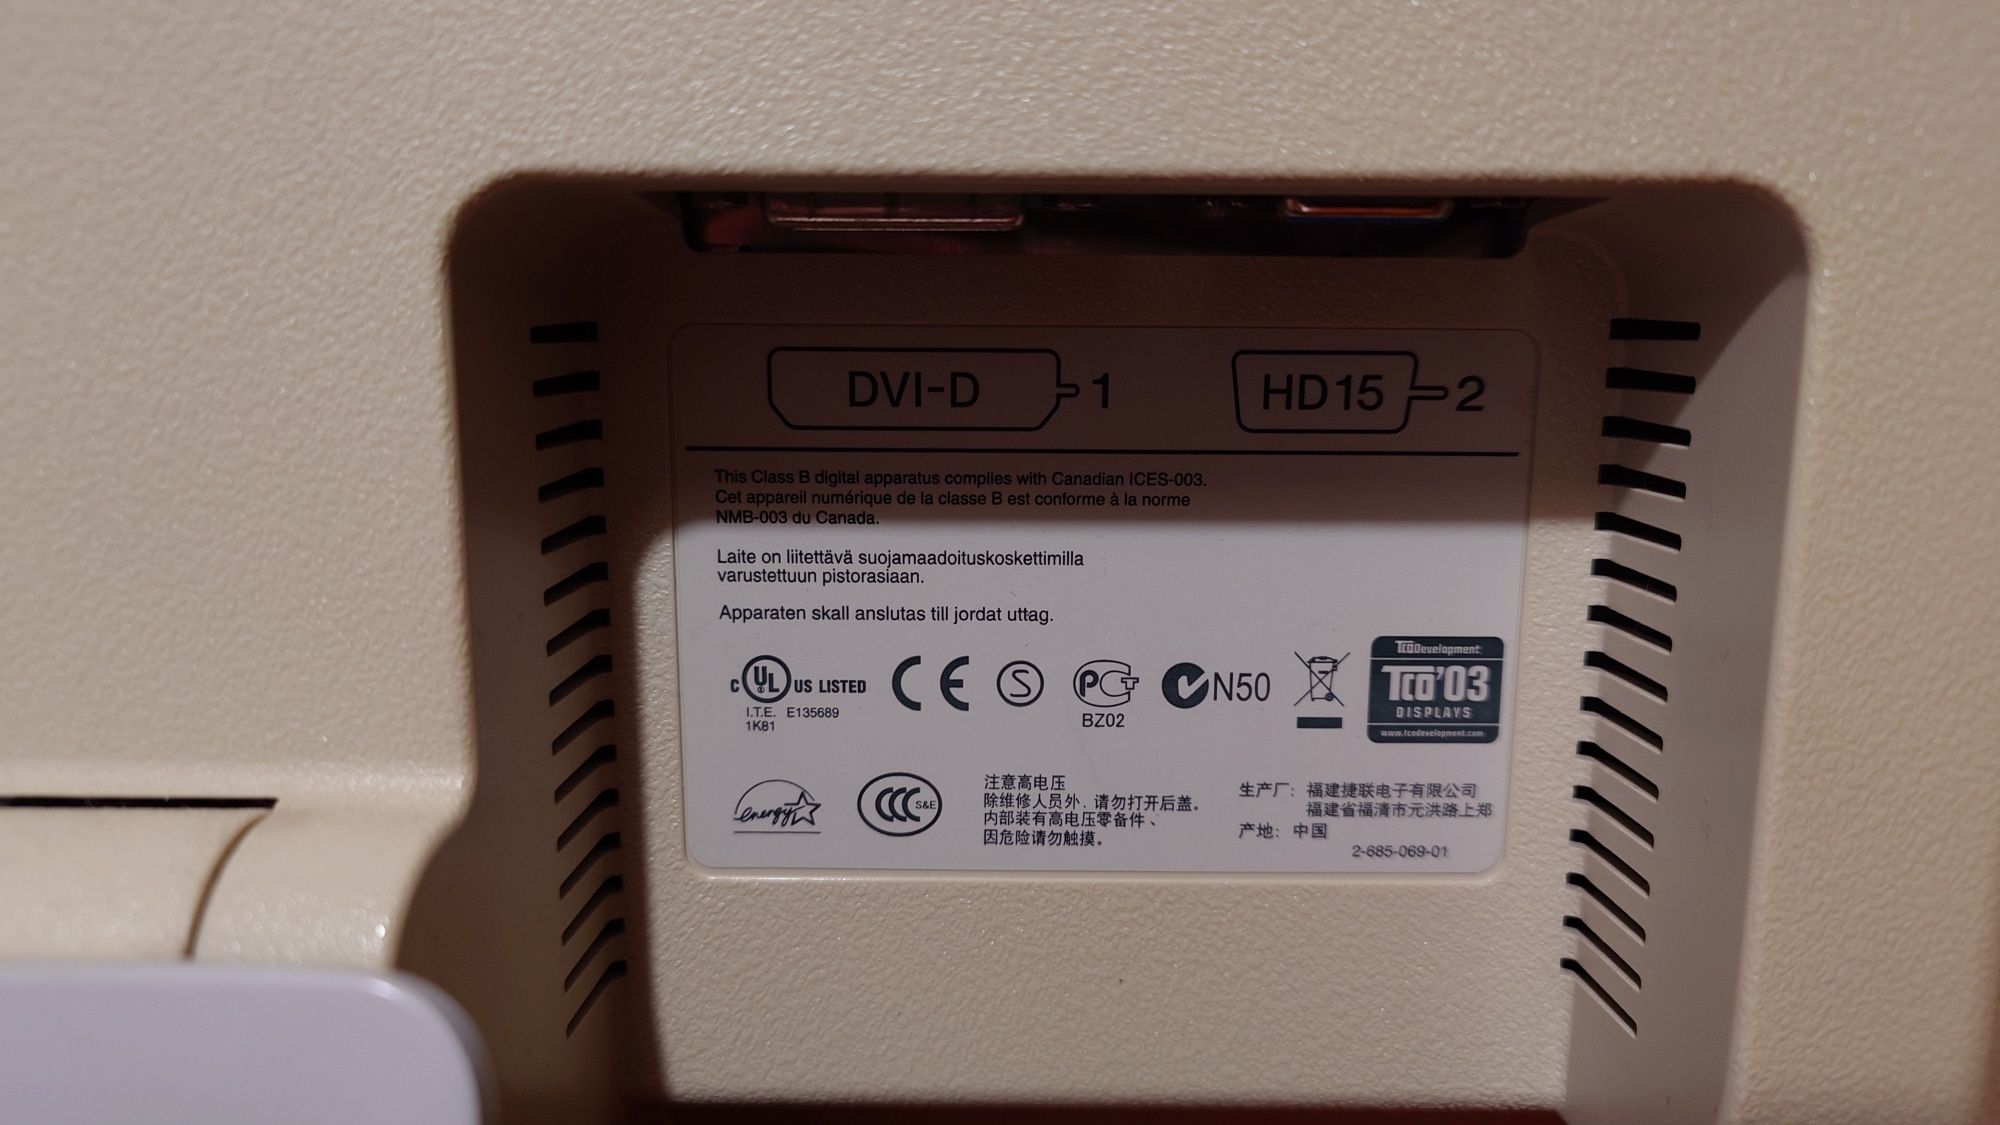 DVI-D 1 HD15 2
This Class B digital apparatus complies with Canadian ICES-003.
Cet appareil numérique de la classe B est conforme à la norme
NMB-003 du Canada.
Laite on liitettävä suojamaadoituskoskettimilla
varustettuun pistorasiaan.
Apparaten skall anslutas till jordat uttag.
C UL US LISTED
I.T.E. E135689
1K81
CE
S
PCT
BZ02
N50
TCO Development
TCO'03
DISPLAYS
www.tcodevelopment.com
energy
CCC S&E
注意高电压
除维修人员外、请勿打开后盖。
内部装有高电压零备件、
因危险请勿触摸。
生产厂：福建捷联电子有限公司
福建省福清市元洪路上郑
产地：中国
2-685-069-01